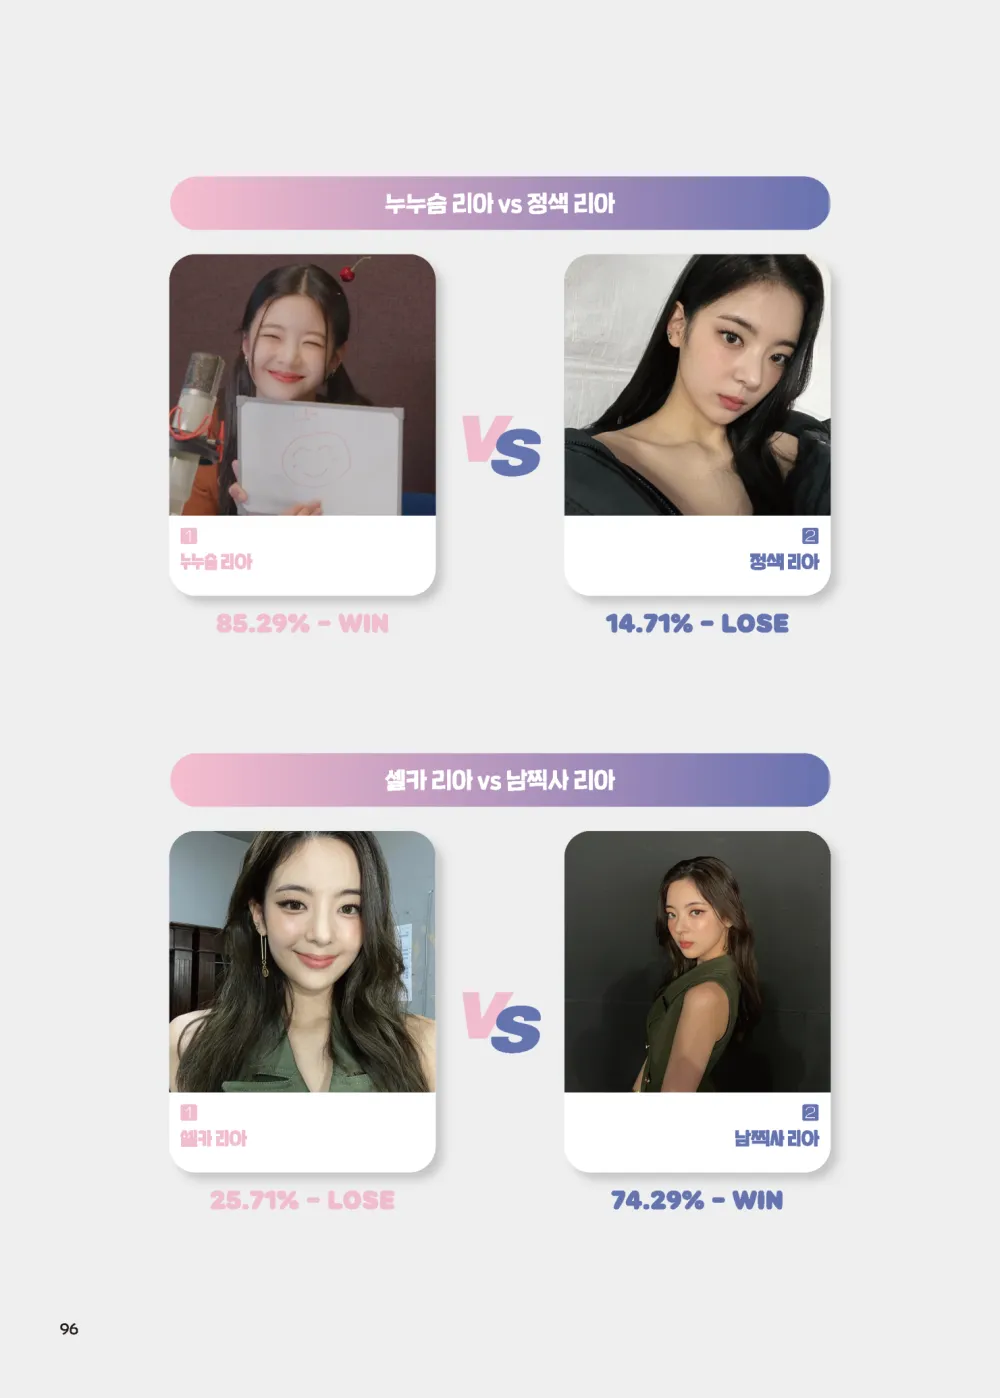 누누슴 리아 vs 정색 리아
VS
1
누누슴 리아
2
정색 리아
85.29% - WIN
14.71% - LOSE
셀카 리아 vs 남찍사 리아
VS
1
셀카 리아
2
남찍사 리아
25.71% - LOSE
74.29% - WIN
96